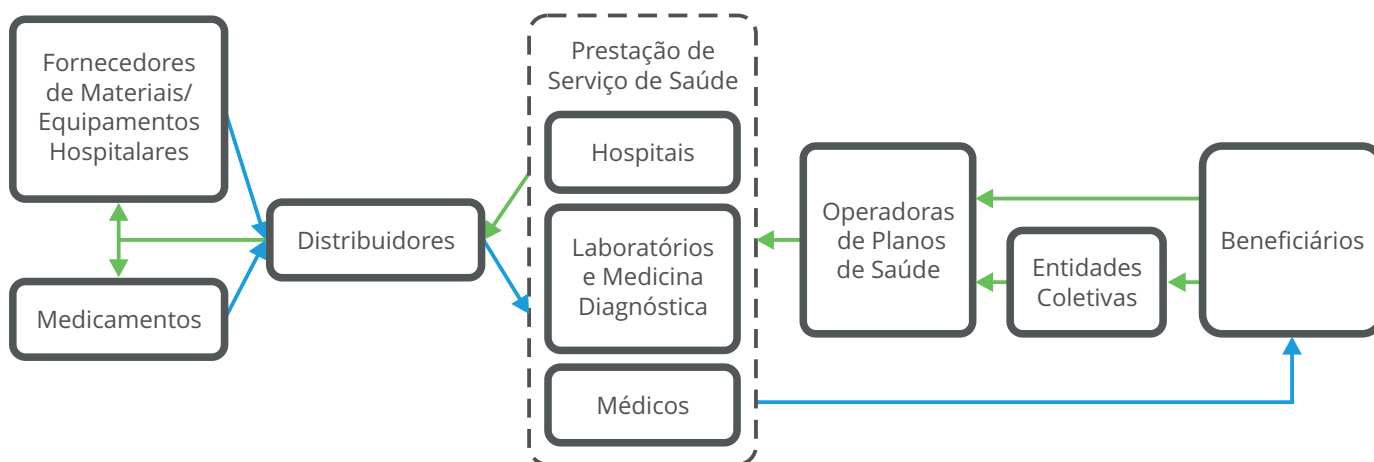 Fornecedores
de Materiais/
Equipamentos
Hospitalares
Medicamentos
Distribuidores
Prestação de
Serviço de Saúde
Hospitais
Laboratórios
e Medicina
Diagnóstica
Médicos
Operadoras
de Planos
de Saúde
Entidades
Coletivas
Beneficiários